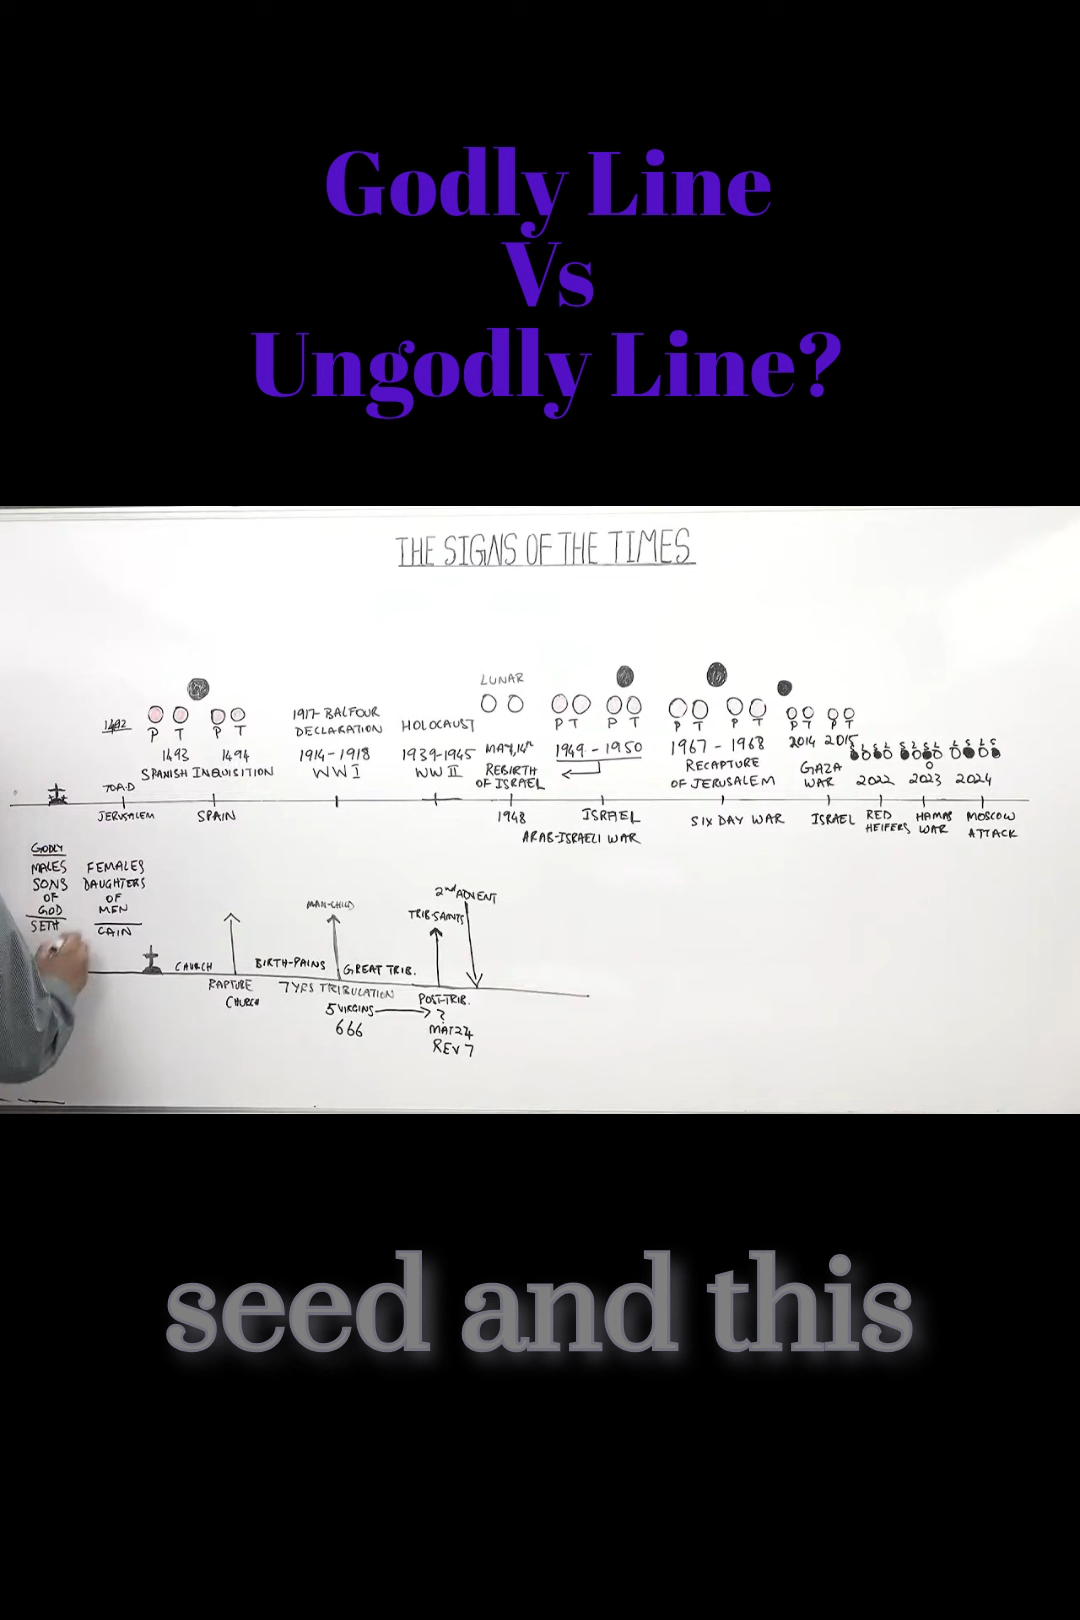 Godly Line
Vs
Ungodly Line?
THE SIGNS OF THE TIMES
LUNAR
1492
P T P T
1493 1494
SPANISH INQUISITION
1917-BALFOUR
DECLARATION
1914-1918
WW I
HOLOCAUST
1939-1945
WW II
MAY,14TH
REBIRTH
OF ISRAEL
P T P T
1949-1950
P T P T
1967-1968
RECAPTURE
OF JERUSALEM
P T P T
2014 2015
GAZA
WAR
2022
2023
2024
70A.D
JERUSALEM
SPAIN
1948
ISRAEL
ARAB-ISRAELI WAR
SIX DAY WAR
ISRAEL
RED
HEIFERS
HAMAS
WAR
MOSCOW
ATTACK
GODLY
MALES
SONS
OF
GOD
SETH
FEMALES
DAUGHTERS
OF
MEN
CAIN
CHURCH
RAPTURE
CHURCH
BIRTH-PAINS
MAN-CHILD
GREAT TRIB.
7 YRS TRIBULATION
5 VIRGINS
666
2nd ADVENT
TRIB-SAINTS
POST-TRIB.
?
MAT 24
REV 7
seed and this